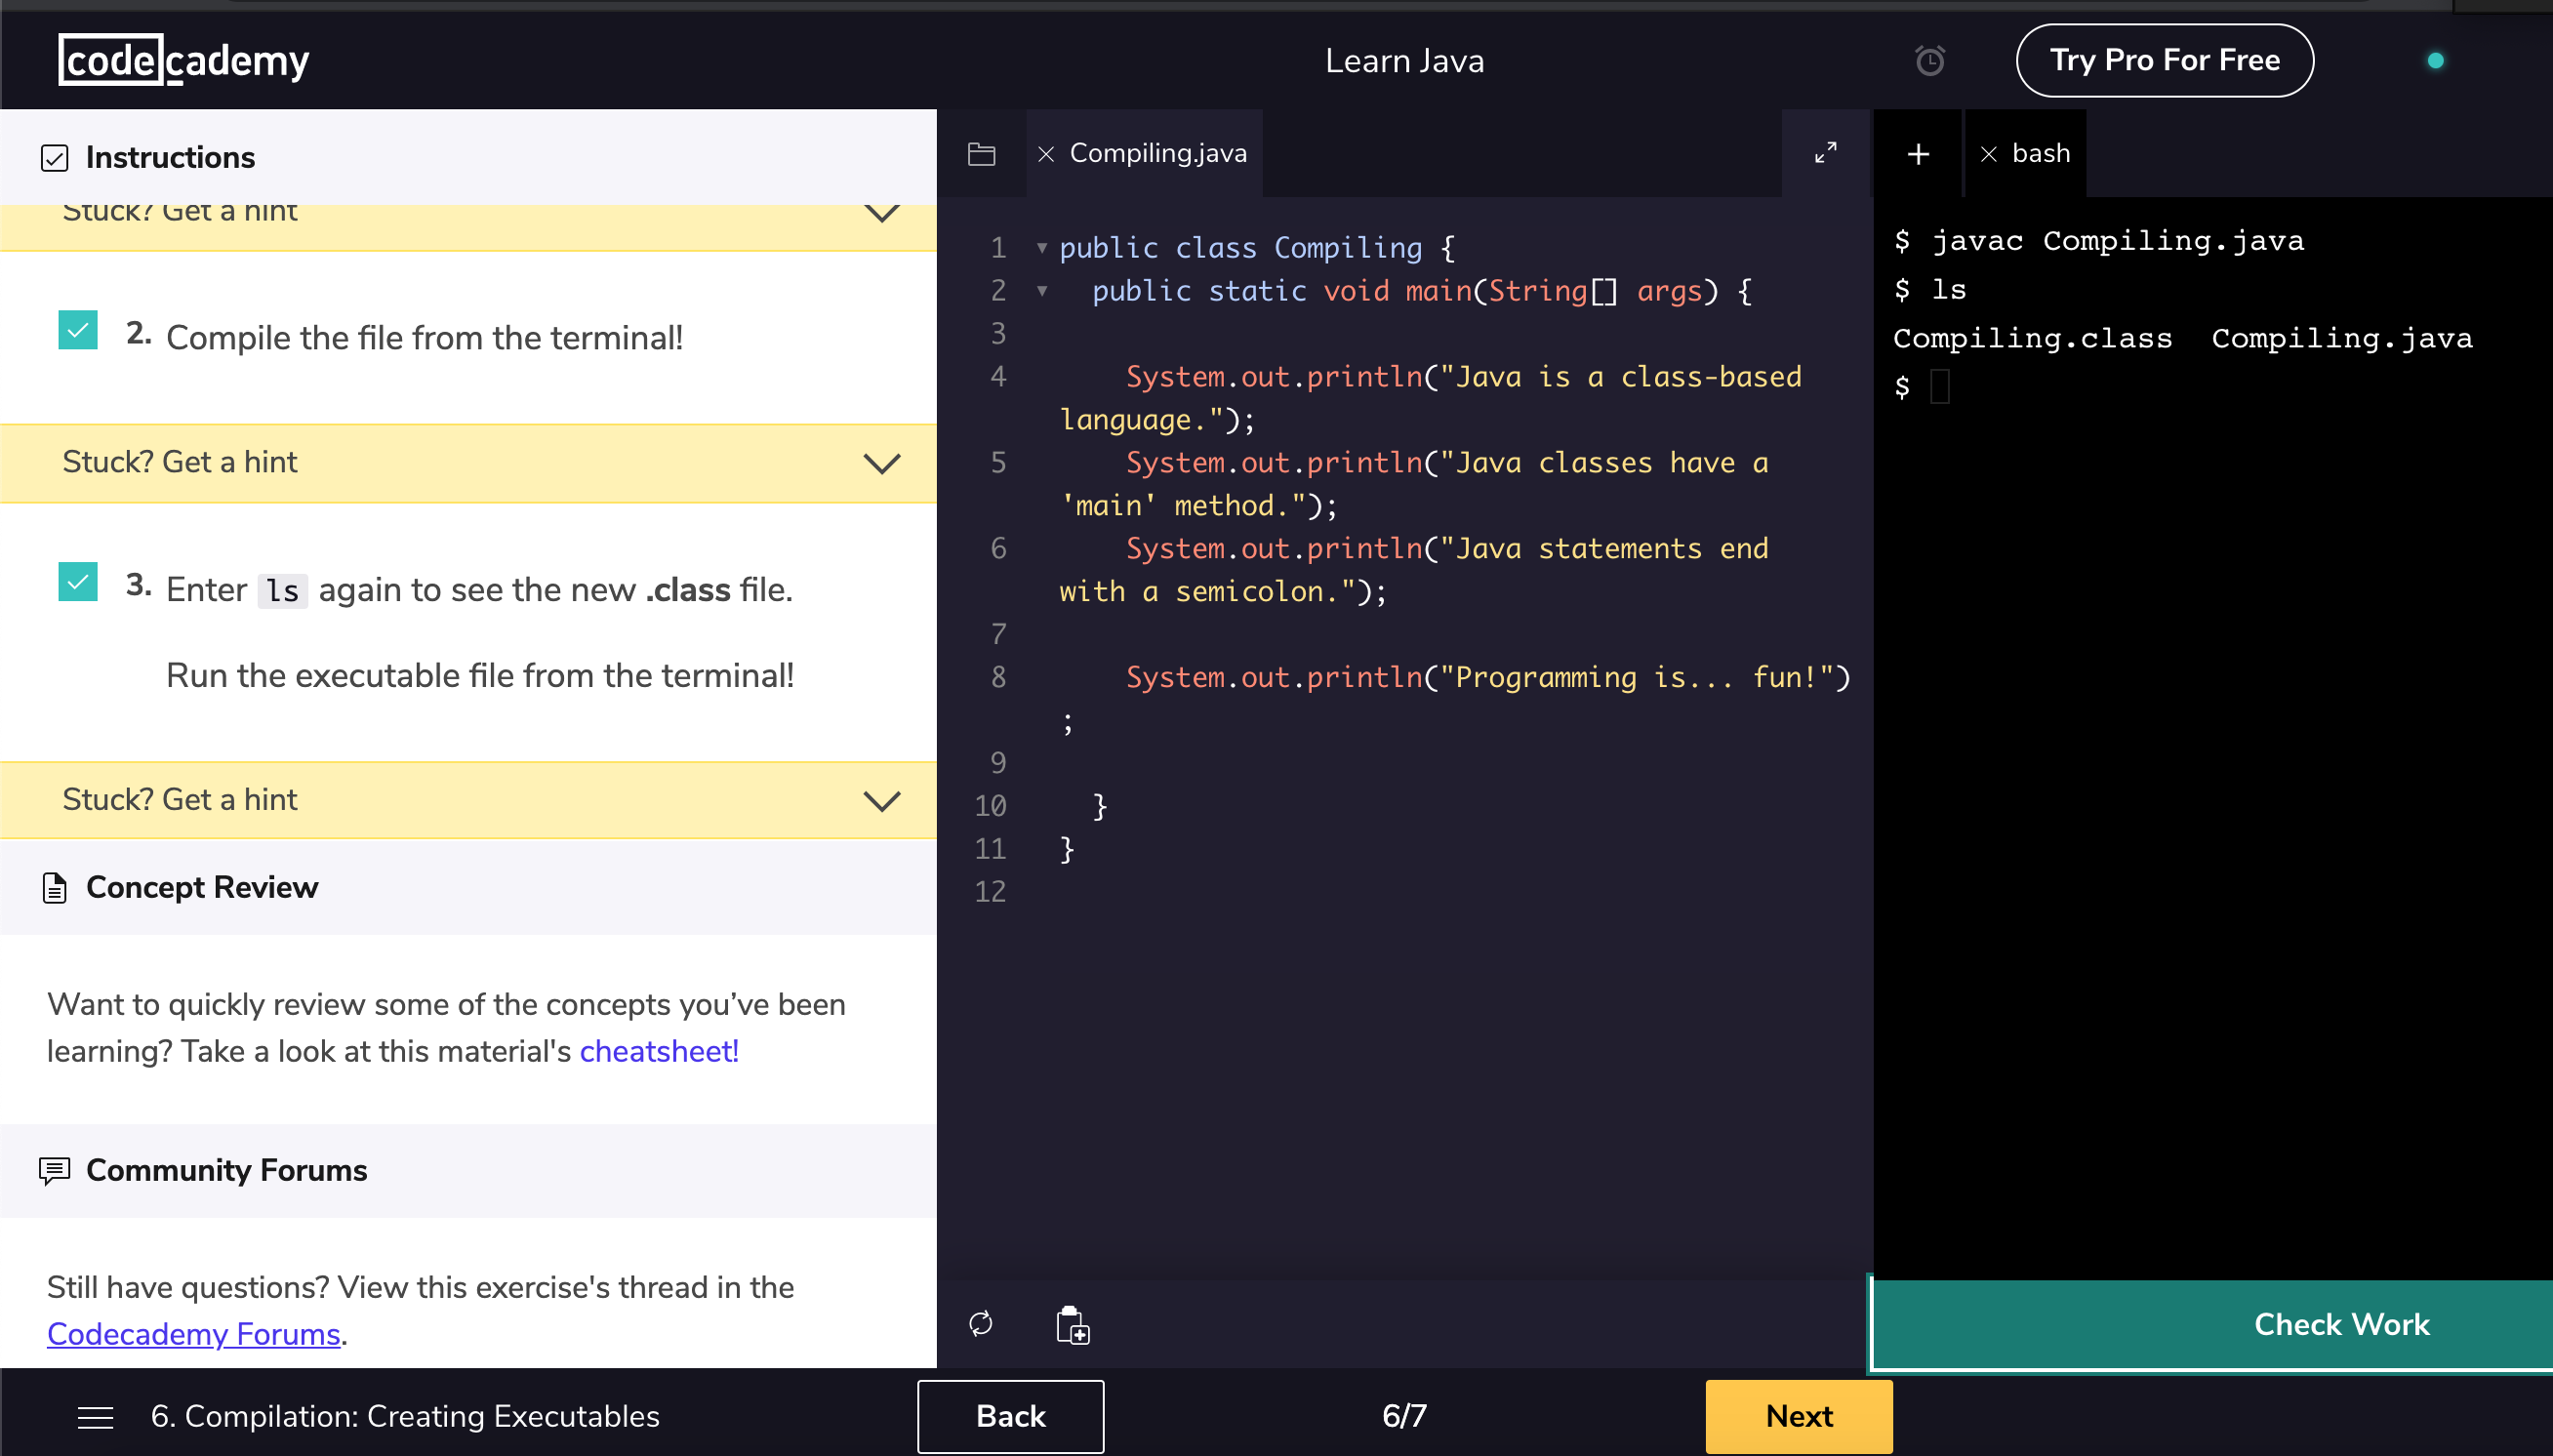 codecademy
Learn Java
Try Pro For Free
Instructions
Stuck? Get a hint
2. Compile the file from the terminal!
Stuck? Get a hint
3. Enter ls again to see the new .class file.
Run the executable file from the terminal!
Stuck? Get a hint
Concept Review
Want to quickly review some of the concepts you’ve been
learning? Take a look at this material's cheatsheet!
Community Forums
Still have questions? View this exercise's thread in the
Codecademy Forums.
Compiling.java
1 public class Compiling {
2 public static void main(String[] args) {
3
4 System.out.println("Java is a class-based
language.");
5 System.out.println("Java classes have a
'main' method.");
6 System.out.println("Java statements end
with a semicolon.");
7
8 System.out.println("Programming is... fun!")
;
9
10 }
11 }
12
+
bash
$ javac Compiling.java
$ ls
Compiling.class Compiling.java
$
Check Work
6. Compilation: Creating Executables
Back
6/7
Next